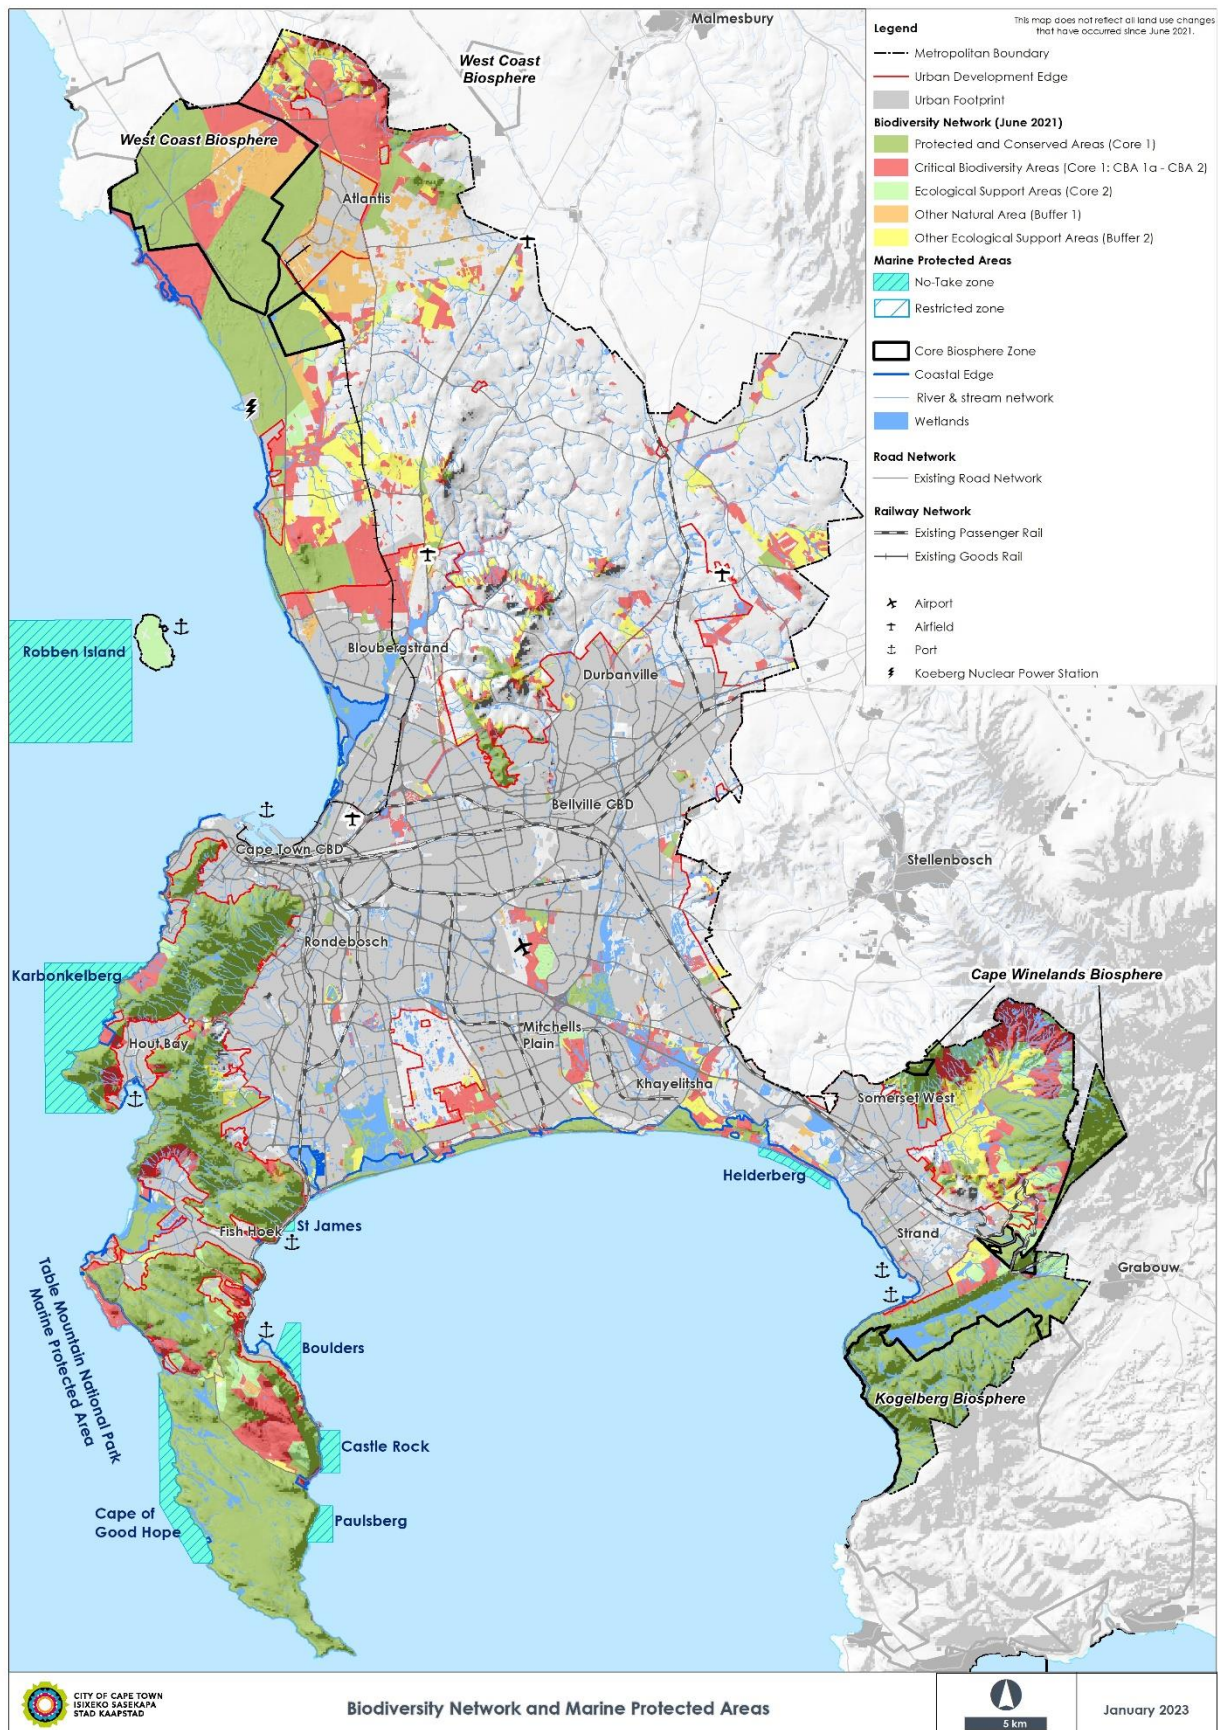 Malmesbury
West Coast
Biosphere
West Coast Biosphere
Atlantis
Robben Island
Bloubergstrand
Durbanville
Bellville CBD
Cape Town CBD
Stellenbosch
Rondebosch
Karbonkelberg
Cape Winelands Biosphere
Hout Bay
Mitchells
Plain
Khayelitsha
Somerset West
Helderberg
St James
Fish Hoek
Strand
Grabouw
Table Mountain National Park
Marine Protected Area
Boulders
Kogelberg Biosphere
Castle Rock
Cape of
Good Hope
Paulsberg
Legend
This map does not reflect all land use changes
that have occurred since June 2021.
Metropolitan Boundary
Urban Development Edge
Urban Footprint
Biodiversity Network (June 2021)
Protected and Conserved Areas (Core 1)
Critical Biodiversity Areas (Core 1: CBA 1a - CBA 2)
Ecological Support Areas (Core 2)
Other Natural Area (Buffer 1)
Other Ecological Support Areas (Buffer 2)
Marine Protected Areas
No-Take zone
Restricted zone
Core Biosphere Zone
Coastal Edge
River & stream network
Wetlands
Road Network
Existing Road Network
Railway Network
Existing Passenger Rail
Existing Goods Rail
Airport
Airfield
Port
Koeberg Nuclear Power Station
CITY OF CAPE TOWN
ISIXEKO SASEKAPA
STAD KAAPSTAD
Biodiversity Network and Marine Protected Areas
5 km
January 2023